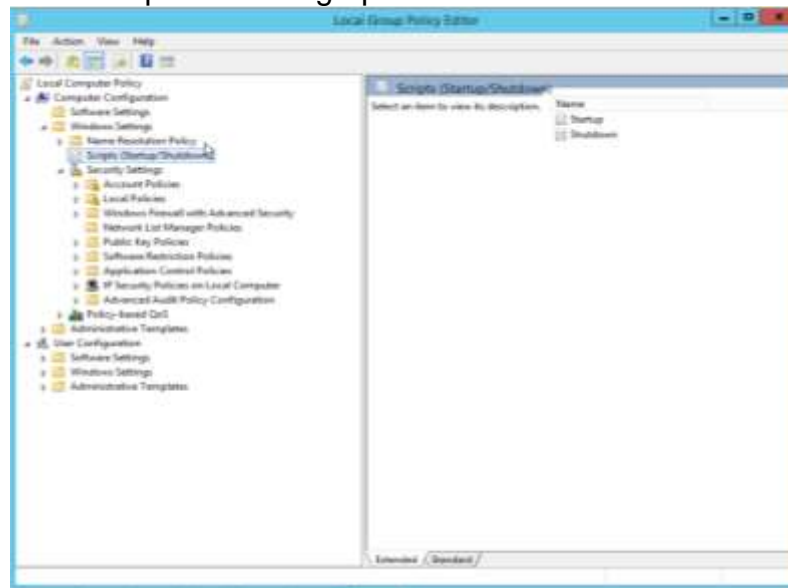 Local Group Policy Editor
File Action View Help
Local Computer Policy
Computer Configuration
Software Settings
Windows Settings
Name Resolution Policy
Scripts (Startup/Shutdown)
Security Settings
Account Policies
Local Policies
Windows Firewall with Advanced Security
Network List Manager Policies
Public Key Policies
Software Restriction Policies
Application Control Policies
IP Security Policies on Local Computer
Advanced Audit Policy Configuration
Policy-based QoS
Administrative Templates
User Configuration
Software Settings
Windows Settings
Administrative Templates
Scripts (Startup/Shutdown)
Select an item to view its description.
Name
Startup
Shutdown
Extended Standard